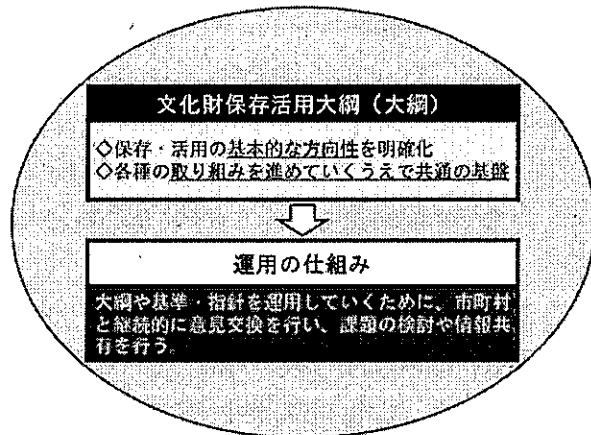 文化財保存活用大綱（大綱）
◇保存・活用の基本的な方向性を明確化
◇各種の取り組みを進めていくうえで共通の基盤
運用の仕組み
大綱や基準・指針を運用していくために、市町村
と継続的に意見交換を行い、課題の検討や情報共
有を行う。